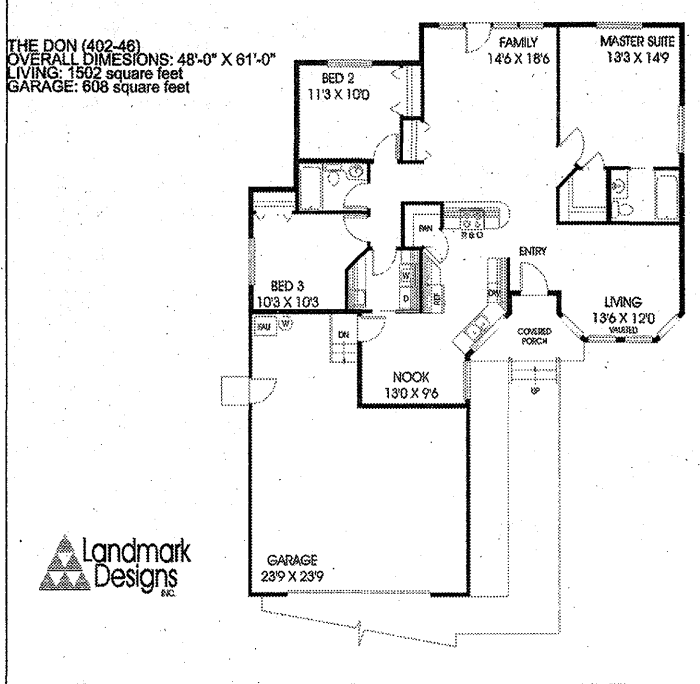 THE DON (402-46)
OVERALL DIMESIONS: 48'-0" X 61'-0"
LIVING: 1502 square feet
GARAGE: 608 square feet
FAMILY
14'6 X 18'6
MASTER SUITE
13'3 X 14'9
BED 2
11'3 X 10'0
PAN
R & O
ENTRY
W
D
REF
DW
BED 3
10'3 X 10'3
LIVING
13'6 X 12'0
VAULTED
FAU
W
DN
COVERED
PORCH
NOOK
13'0 X 9'6
UP
GARAGE
23'9 X 23'9
Landmark
Designs
INC.